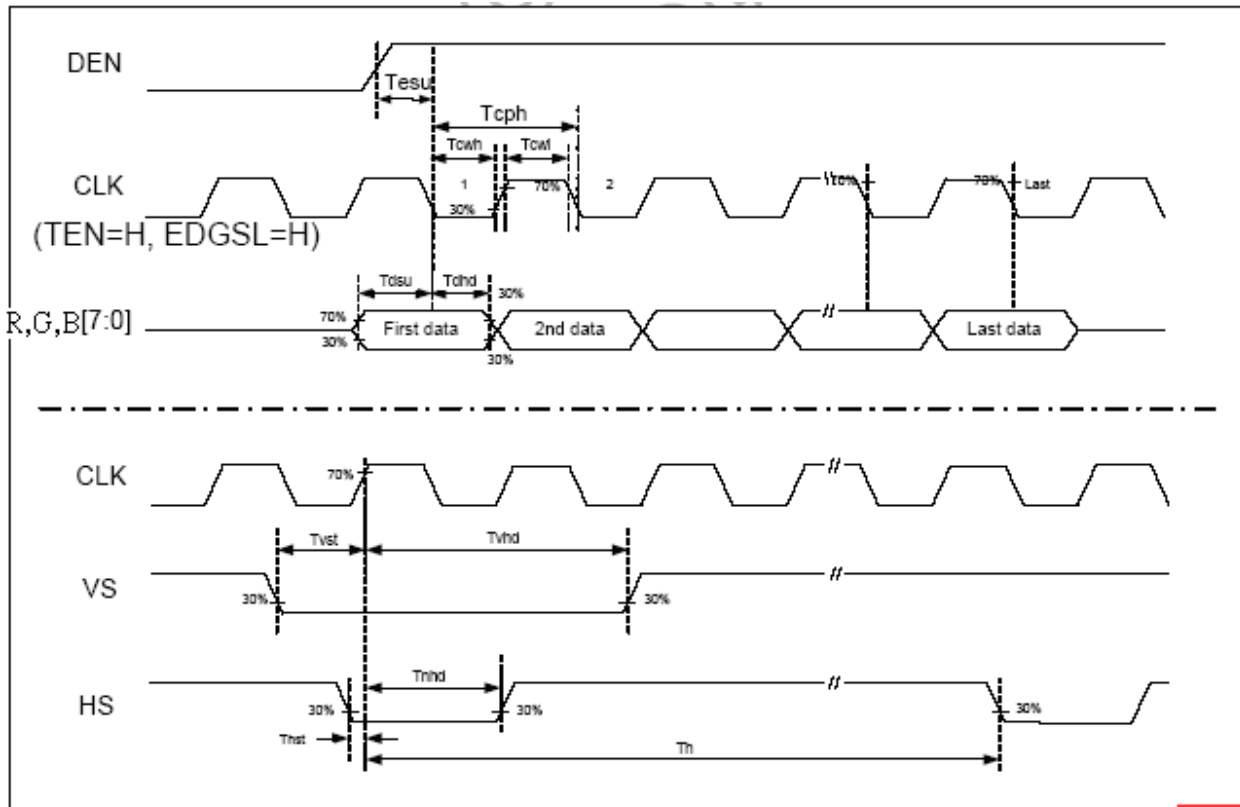 DEN
Tesu
Tcph
Tcwh
Tcwl
CLK
1
70%
2
70%
Last
30%
(TEN=H, EDGSL=H)
Tdsu
Tdhd
30%
R,G,B[7:0]
70%
First data
2nd data
Last data
30%
30%
CLK
70%
Tvst
Tvhd
VS
30%
30%
HS
30%
30%
30%
Thst
Th